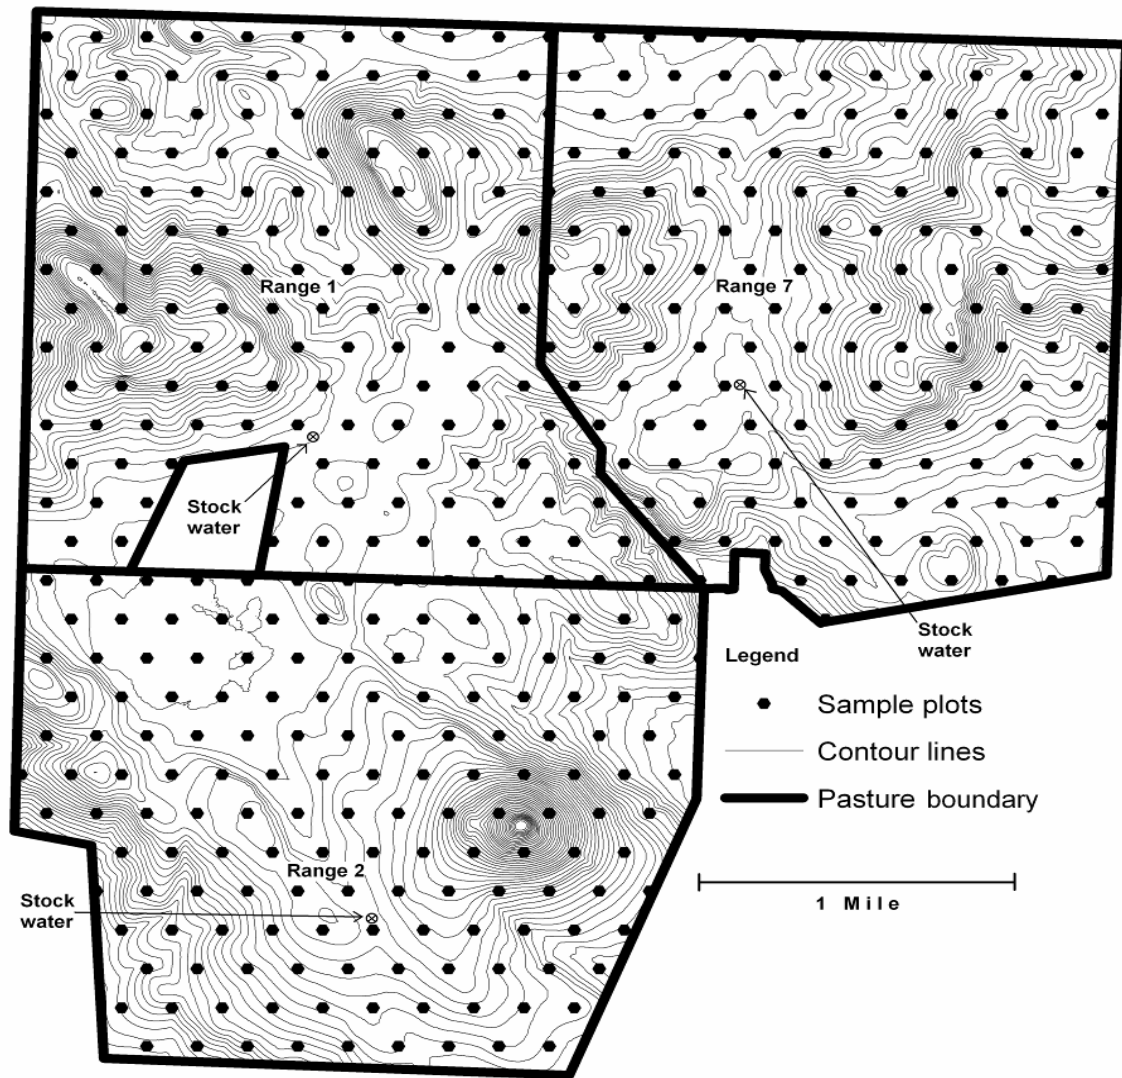 Range 1
Range 7
Stock
water
Stock
water
Legend
Sample plots
Contour lines
Pasture boundary
Range 2
Stock
water
1 Mile